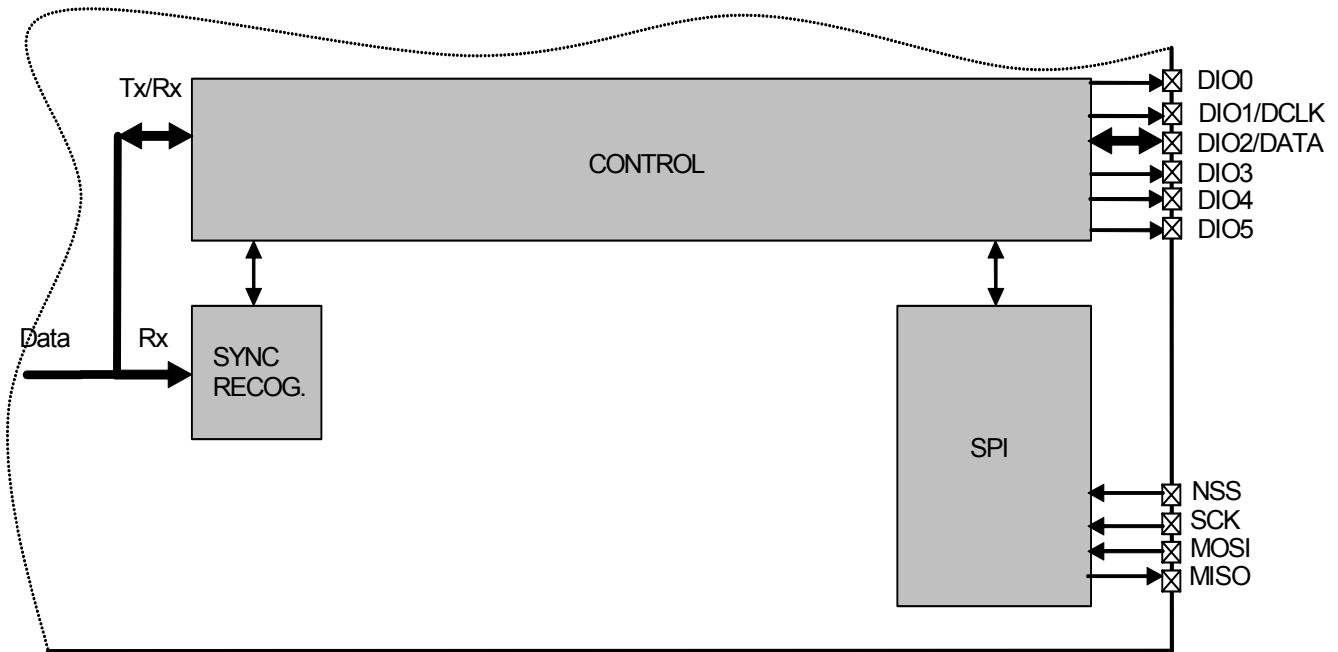 Tx/Rx
CONTROL
DIO0
DIO1/DCLK
DIO2/DATA
DIO3
DIO4
DIO5
Data
Rx
SYNC
RECOG.
SPI
NSS
SCK
MOSI
MISO